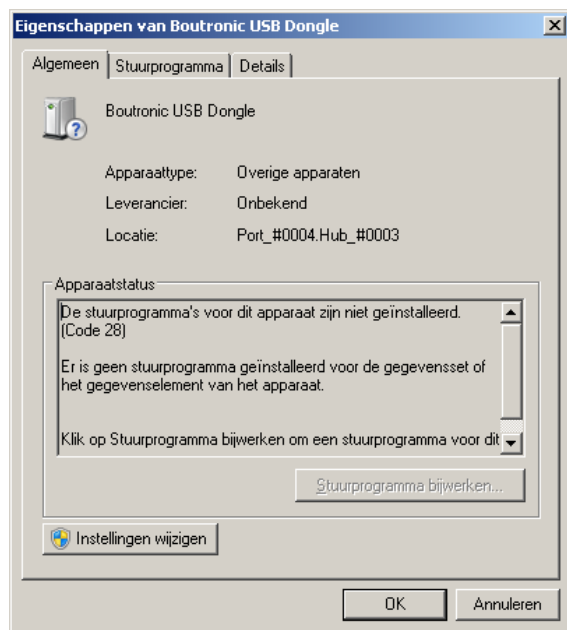 Eigenschappen van Boutronic USB Dongle
Algemeen
Stuurprogramma
Details
Boutronic USB Dongle
Apparaattype: Overige apparaten
Leverancier: Onbekend
Locatie: Port_#0004.Hub_#0003
Apparaatstatus
De stuurprogramma's voor dit apparaat zijn niet geïnstalleerd.
(Code 28)
Er is geen stuurprogramma geïnstalleerd voor de gegevensset of
het gegevenselement van het apparaat.
Klik op Stuurprogramma bijwerken om een stuurprogramma voor dit
Stuurprogramma bijwerken...
Instellingen wijzigen
OK
Annuleren